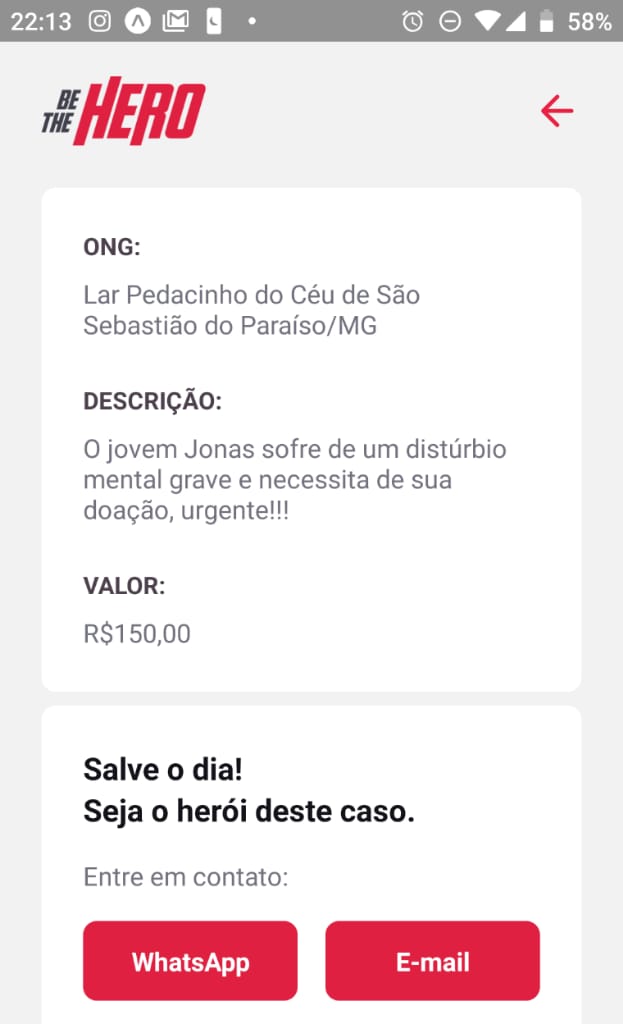 22:13
58%
BE
THE HERO
ONG:
Lar Pedacinho do Céu de São
Sebastião do Paraíso/MG
DESCRIÇÃO:
O jovem Jonas sofre de um distúrbio
mental grave e necessita de sua
doação, urgente!!!
VALOR:
R$150,00
Salve o dia!
Seja o herói deste caso.
Entre em contato:
WhatsApp
E-mail